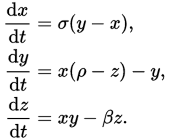 dx/dt = σ(y − x),
dy/dt = x(ρ − z) − y,
dz/dt = xy − βz.